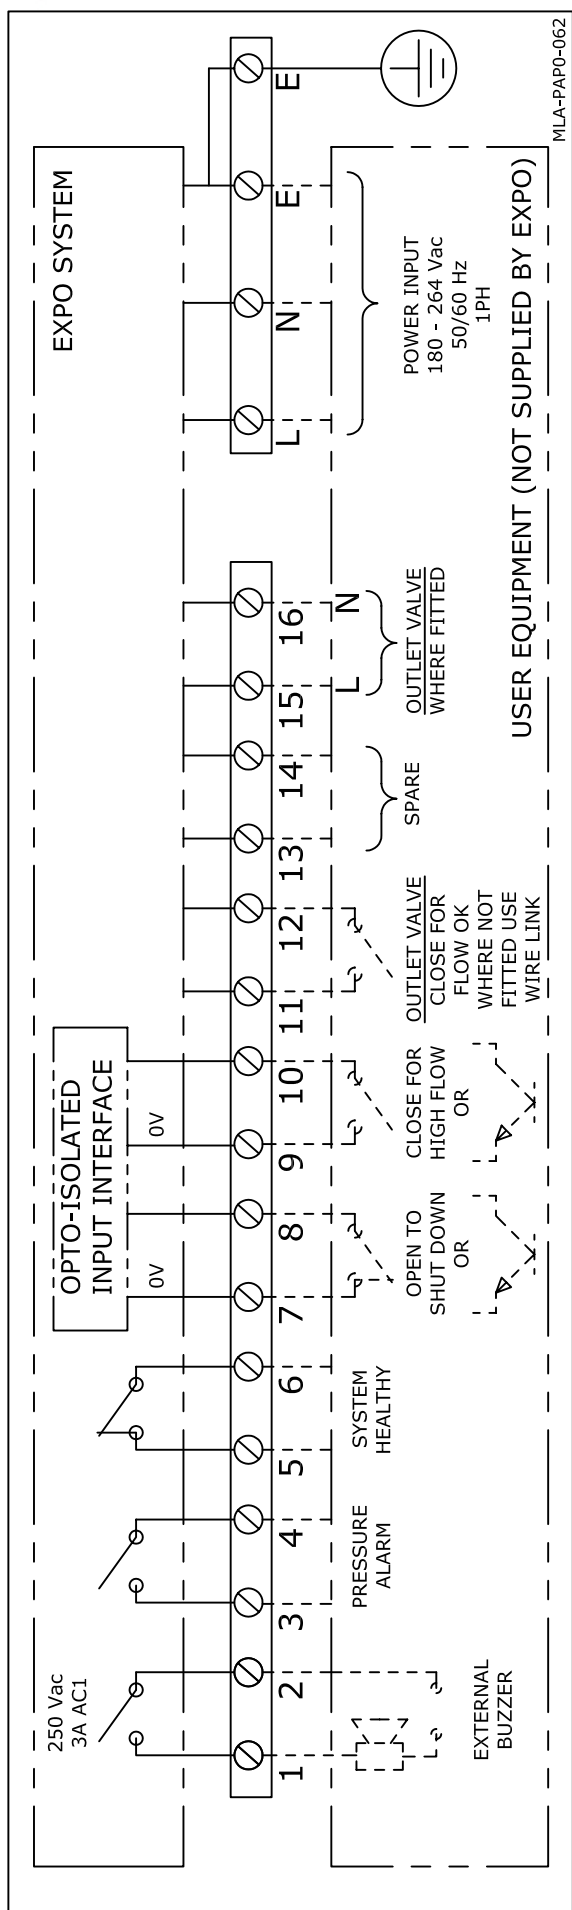 EXPO SYSTEM
250 Vac
3A AC1
OPTO-ISOLATED
INPUT INTERFACE
0V
0V
1
2
3
4
5
6
7
8
9
10
11
12
13
14
15
16
L
N
E
E
EXTERNAL
BUZZER
PRESSURE
ALARM
SYSTEM
HEALTHY
OPEN TO
SHUT DOWN
OR
CLOSE FOR
HIGH FLOW
OR
OUTLET VALVE
CLOSE FOR
FLOW OK
WHERE NOT
FITTED USE
WIRE LINK
SPARE
L
N
OUTLET VALVE
WHERE FITTED
POWER INPUT
180 - 264 Vac
50/60 Hz
1PH
USER EQUIPMENT (NOT SUPPLIED BY EXPO)
MLA-PAP0-062